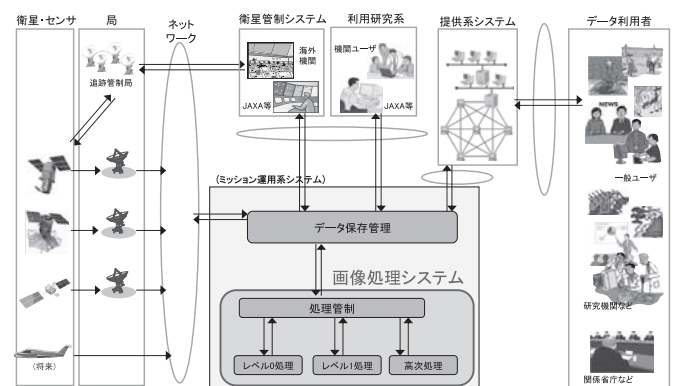 衛星・センサ
局
ネット
ワーク
衛星管制システム
利用研究系
提供系システム
データ利用者
追跡管制局
海外
機関
JAXA等
機関ユーザ
JAXA等
NEWS
一般ユーザ
(ミッション運用系システム)
データ保存管理
画像処理システム
処理管制
レベル0処理
レベル1処理
高次処理
研究機関など
(将来)
関係省庁など